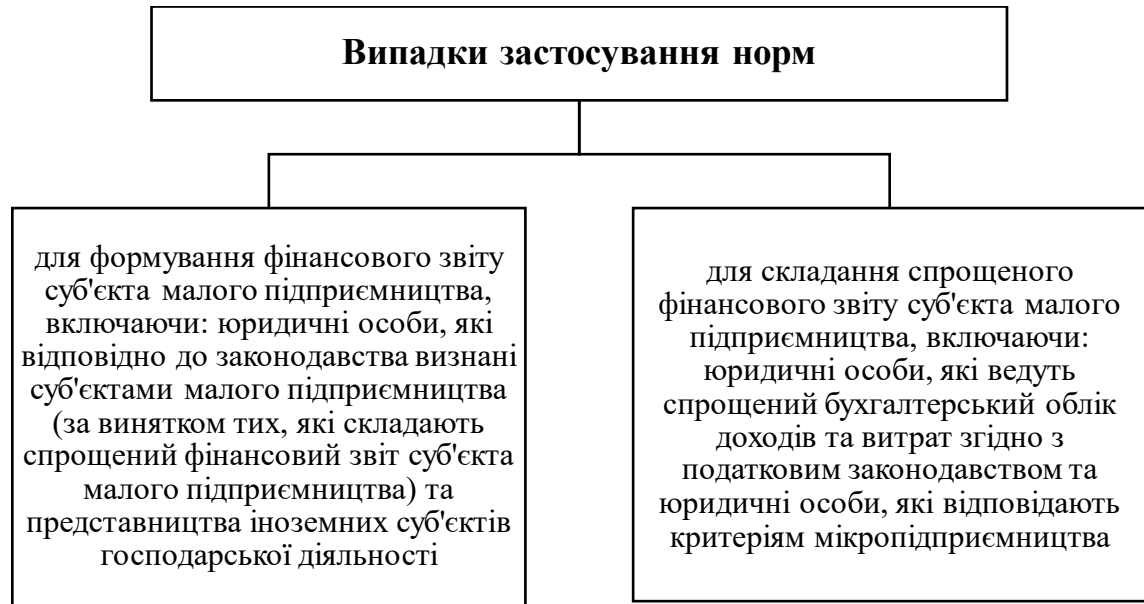 Випадки застосування норм
для формування фінансового звіту
суб'єкта малого підприємництва,
включаючи: юридичні особи, які
відповідно до законодавства визнані
суб'єктами малого підприємництва
(за винятком тих, які складають
спрощений фінансовий звіт суб'єкта
малого підприємництва) та
представництва іноземних суб'єктів
господарської діяльності
для складання спрощеного
фінансового звіту суб'єкта малого
підприємництва, включаючи:
юридичні особи, які ведуть
спрощений бухгалтерський облік
доходів та витрат згідно з
податковим законодавством та
юридичні особи, які відповідають
критеріям мікропідприємництва